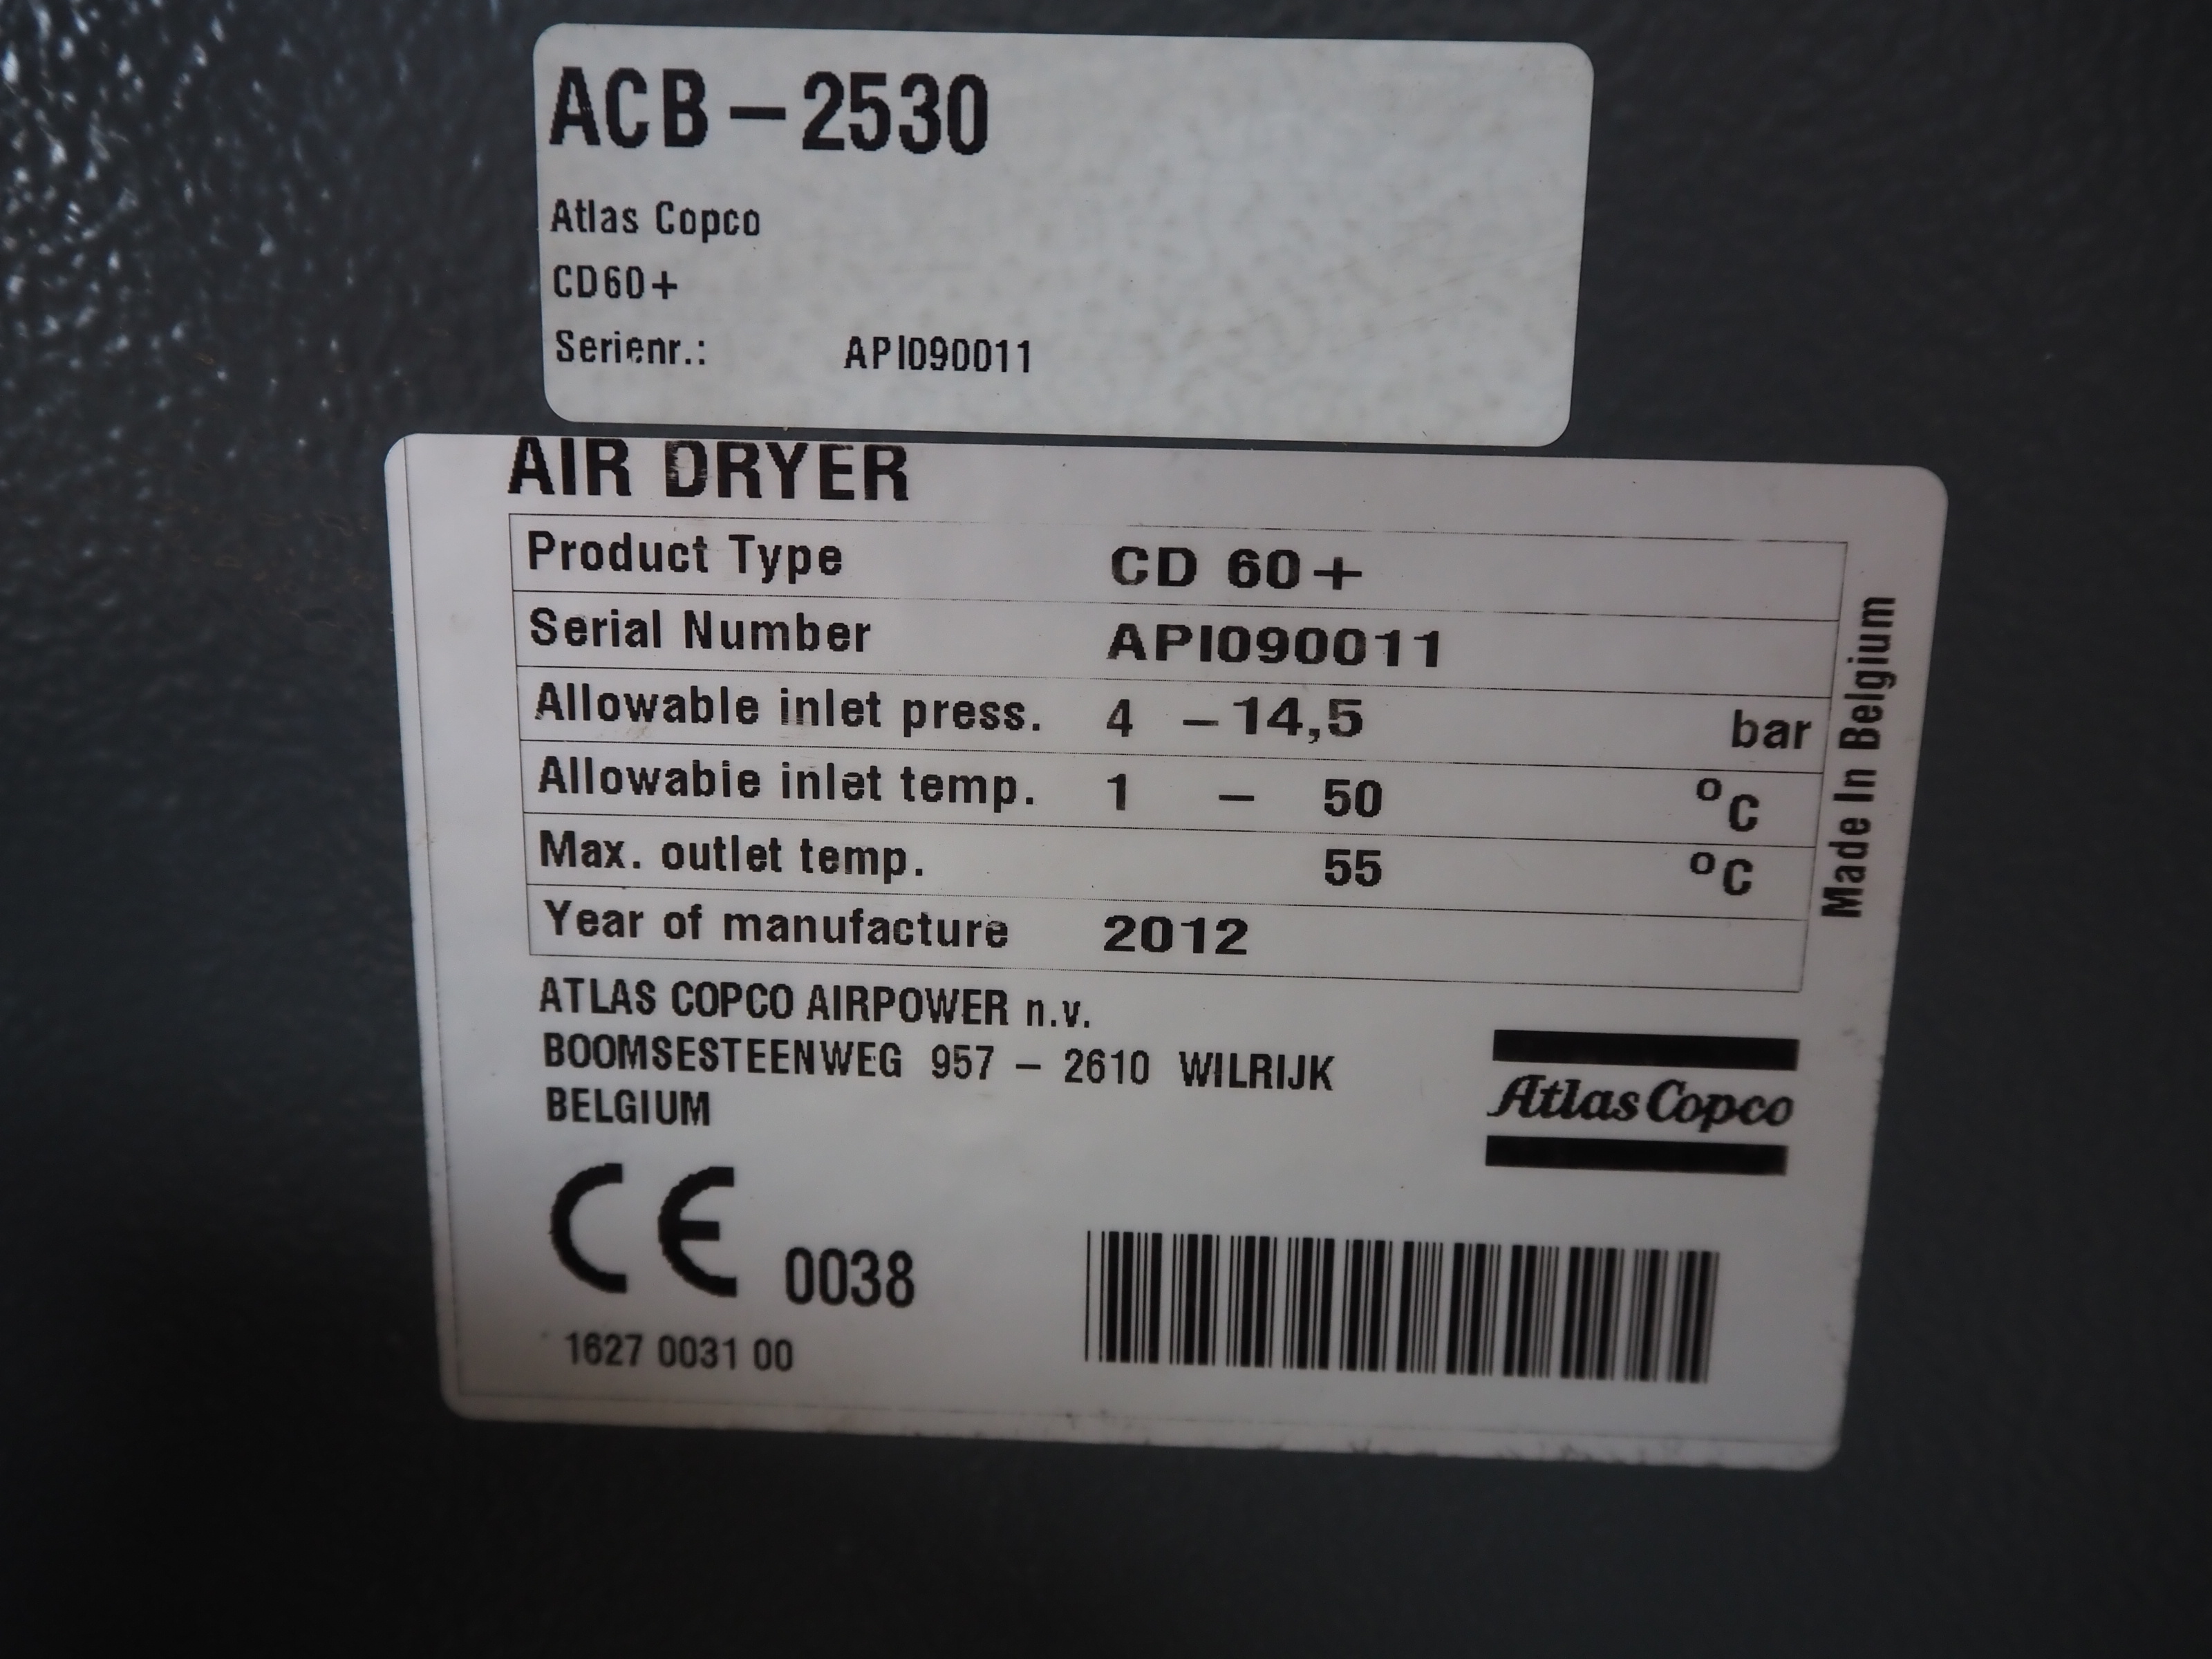 ACB - 2530
Atlas Copco
CD60+
Serienr.: API090011
AIR DRYER
Product Type CD 60+
Serial Number API090011
Allowable inlet press. 4 - 14,5 bar
Allowable inlet temp. 1 - 50 °C
Max. outlet temp. 55 °C
Year of manufacture 2012
Made In Belgium
ATLAS COPCO AIRPOWER n.v.
BOOMSESTEENWEG 957 - 2610 WILRIJK
BELGIUM
Atlas Copco
CE 0038
1627 0031 00